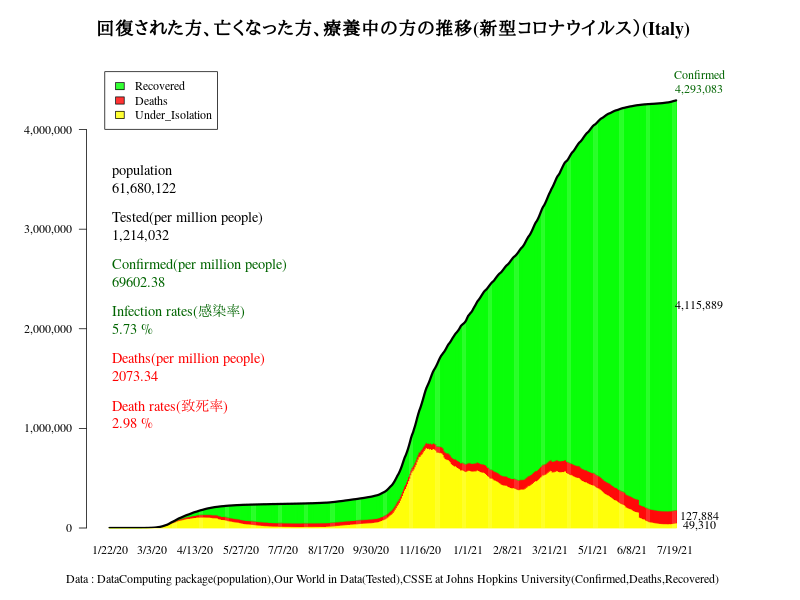 回復された方、亡くなった方、療養中の方の推移(新型コロナウイルス）(Italy)
Confirmed
4,293,083
Recovered
Deaths
Under_Isolation
4,000,000
3,000,000
2,000,000
1,000,000
0
population
61,680,122
Tested(per million people)
1,214,032
Confirmed(per million people)
69602.38
Infection rates(感染率)
5.73 %
Deaths(per million people)
2073.34
Death rates(致死率)
2.98 %
4,115,889
127,884
49,310
1/22/20 3/3/20 4/13/20 5/27/20 7/7/20 8/17/20 9/30/20 11/16/20 1/1/21 2/8/21 3/21/21 5/1/21 6/8/21 7/19/21
Data : DataComputing package(population),Our World in Data(Tested),CSSE at Johns Hopkins University(Confirmed,Deaths,Recovered)